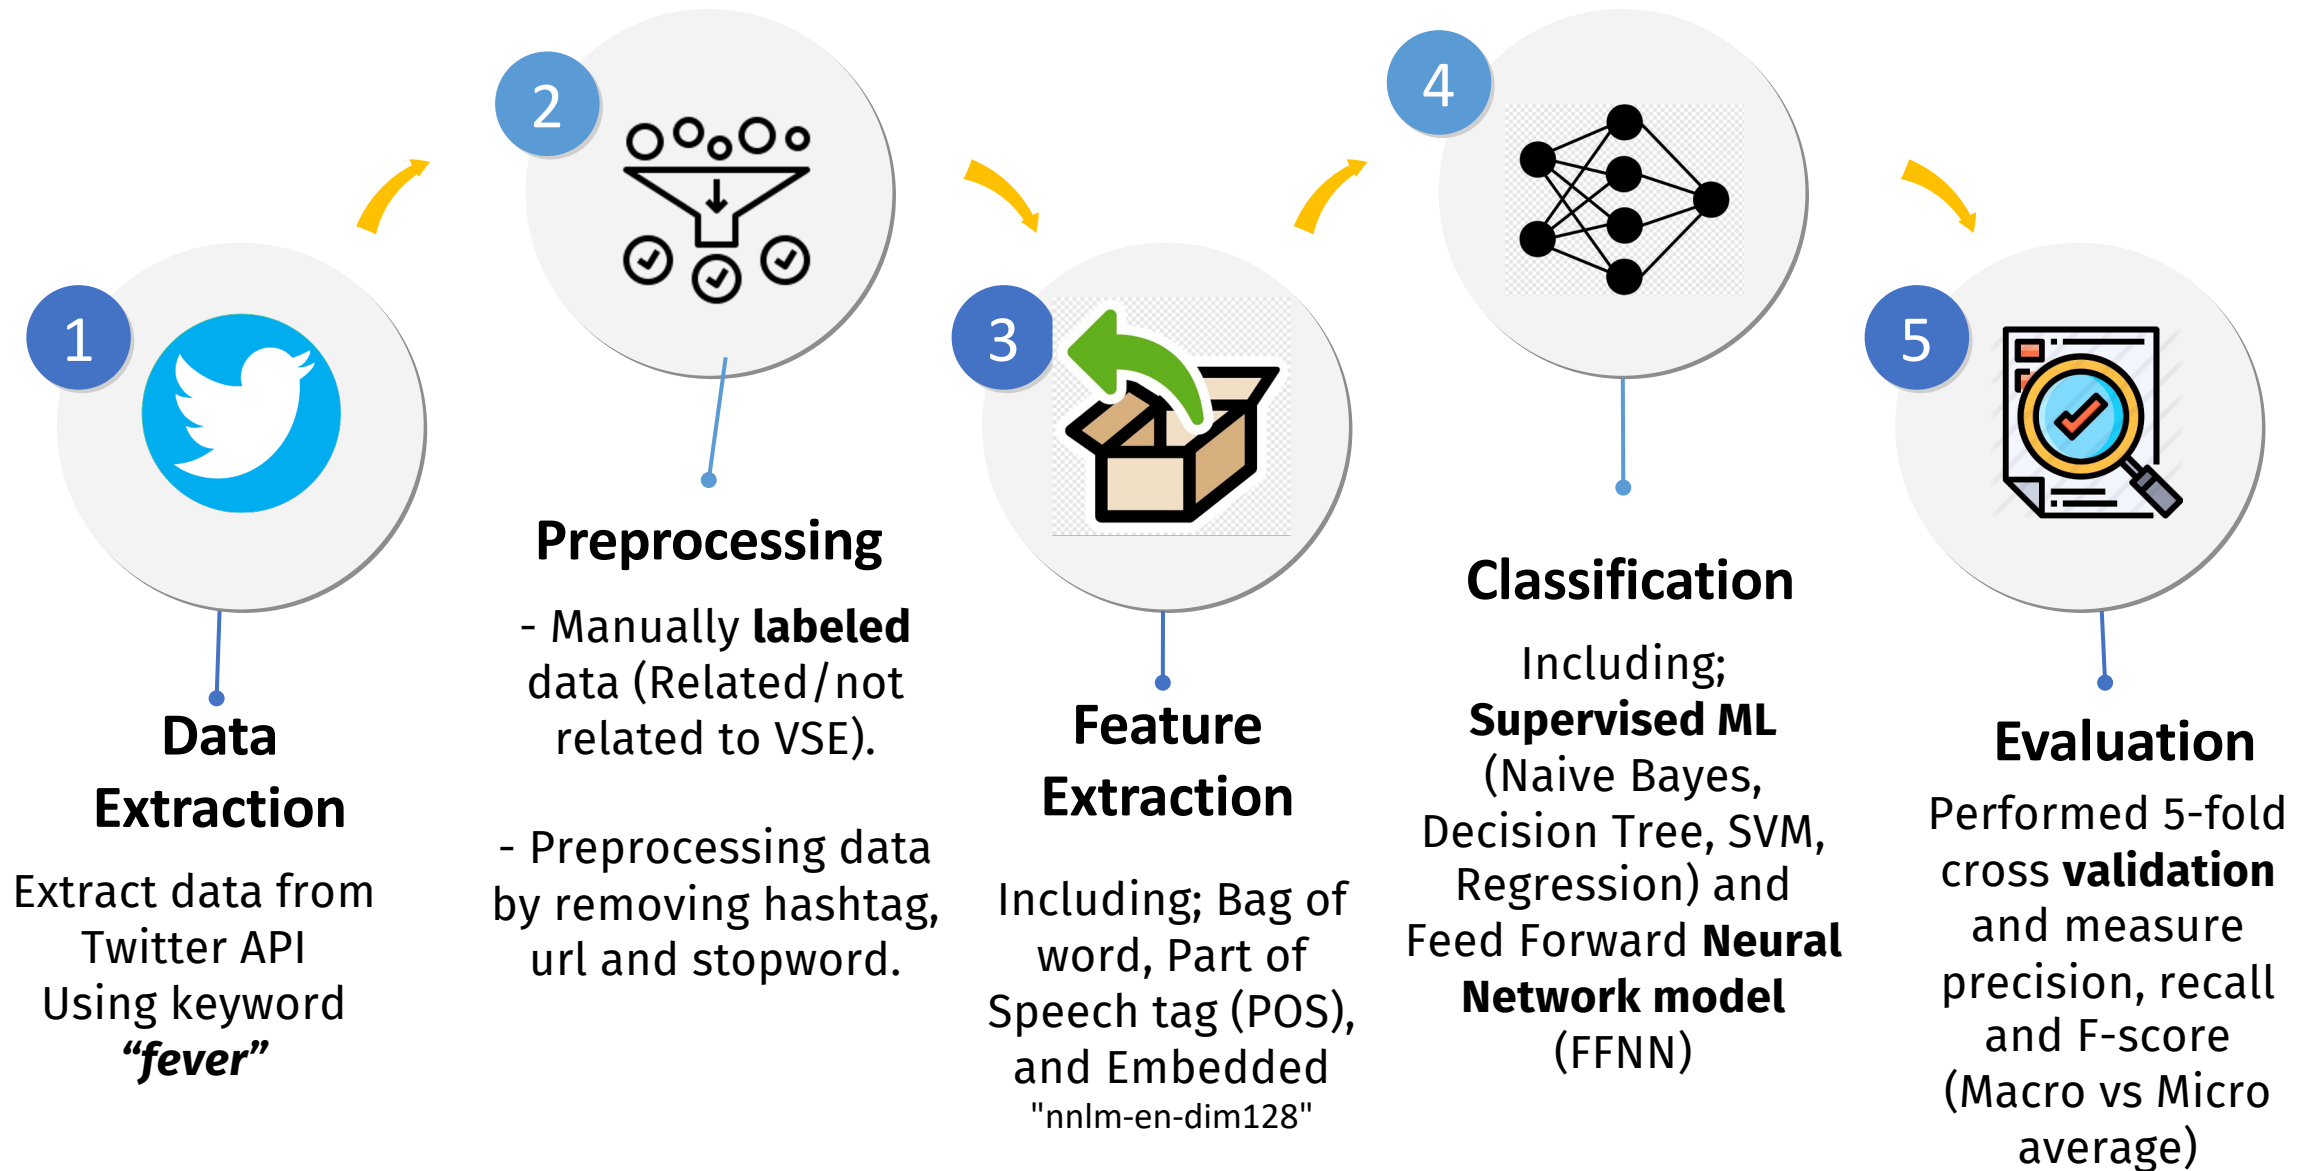 1
Data
Extraction
Extract data from
Twitter API
Using keyword
“fever”
2
Preprocessing
- Manually labeled
data (Related/not
related to VSE).
- Preprocessing data
by removing hashtag,
url and stopword.
3
Feature
Extraction
Including; Bag of
word, Part of
Speech tag (POS),
and Embedded
"nnlm-en-dim128"
4
Classification
Including;
Supervised ML
(Naive Bayes,
Decision Tree, SVM,
Regression) and
Feed Forward Neural
Network model
(FFNN)
5
Evaluation
Performed 5-fold
cross validation
and measure
precision, recall
and F-score
(Macro vs Micro
average)